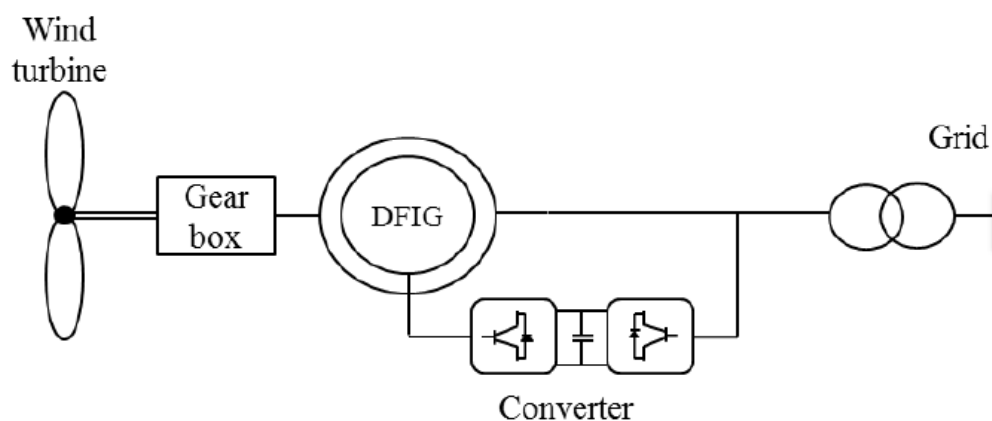 Wind
turbine
Grid
Gear
box
DFIG
Converter